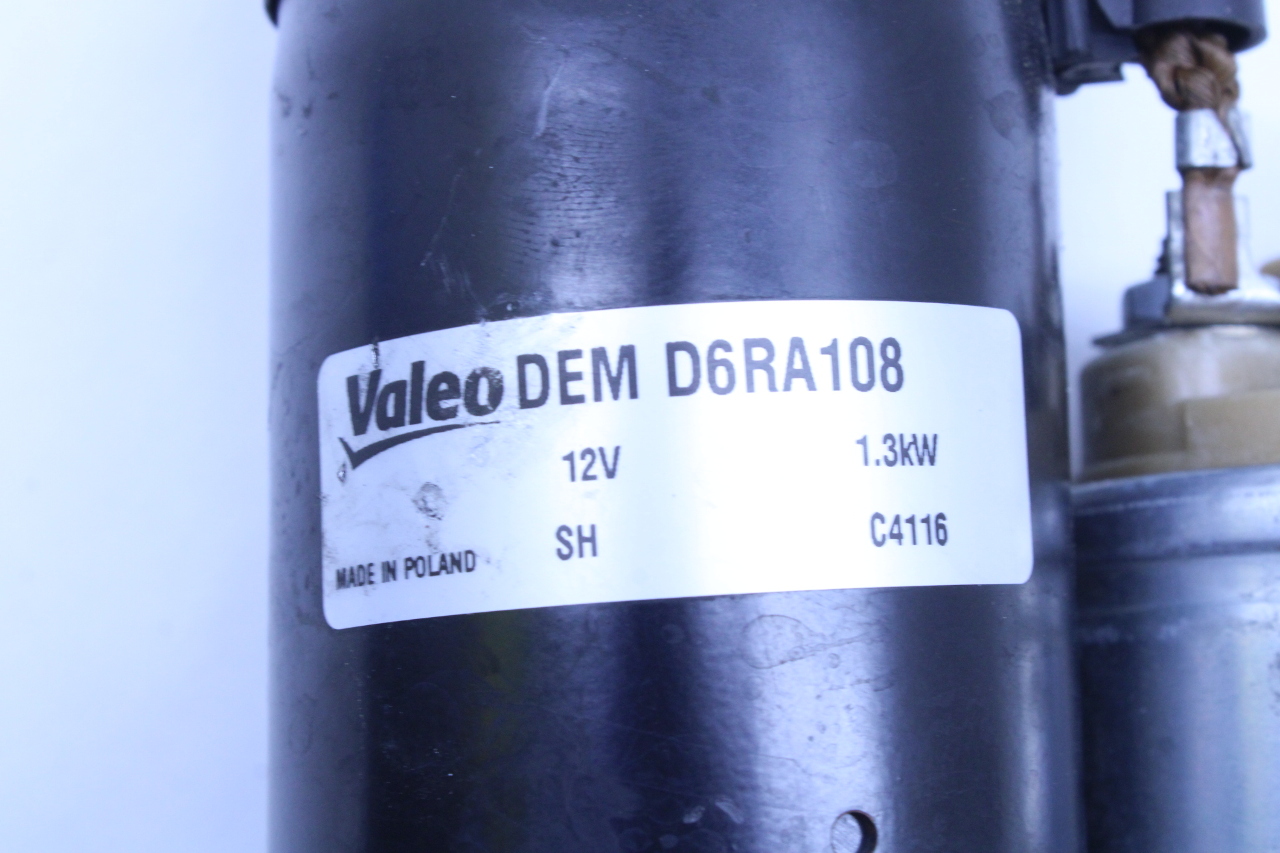 Valeo DEM D6RA108
12V 1.3kW
SH C4116
MADE IN POLAND